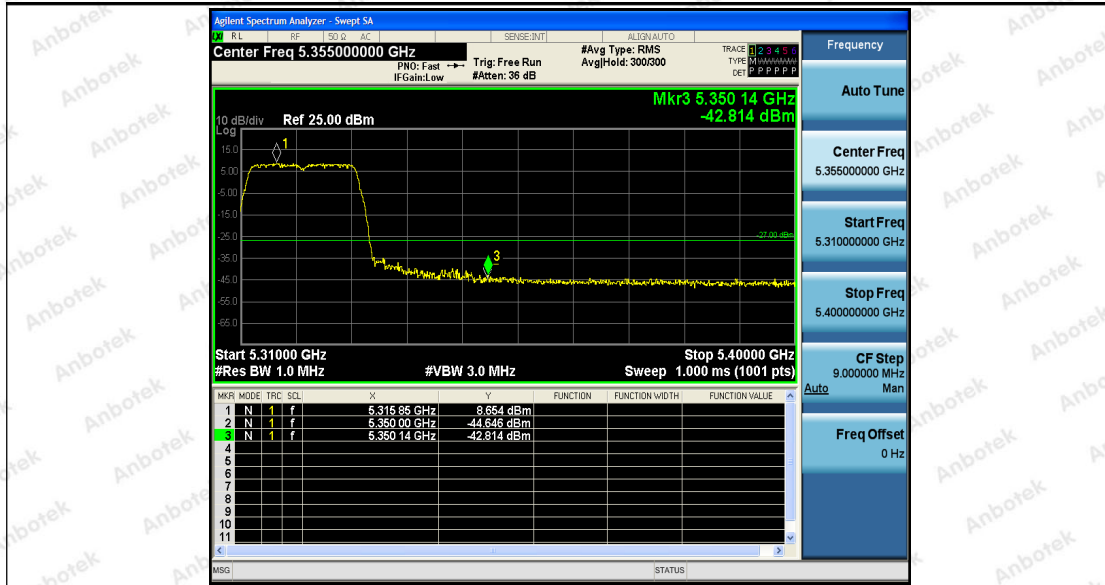 Agilent Spectrum Analyzer - Swept SA
RL RF 50 Ω AC SENSE:INT ALIGNAUTO
Center Freq 5.355000000 GHz
PNO: Fast
IFGain:Low
Trig: Free Run
#Atten: 36 dB
#Avg Type: RMS
Avg|Hold: 300/300
TRACE 1 2 3 4 5 6
TYPE M
DET P P P P P P
Mkr3 5.350 14 GHz
-42.814 dBm
10 dB/div Ref 25.00 dBm
Log
15.0
5.00
-5.00
-15.0
-25.0
-35.0
-45.0
-55.0
-65.0
1
-27.00 dBm
3
Start 5.31000 GHz Stop 5.40000 GHz
#Res BW 1.0 MHz #VBW 3.0 MHz Sweep 1.000 ms (1001 pts)
MKR MODE TRC SCL X Y FUNCTION FUNCTION WIDTH FUNCTION VALUE
1 N 1 f 5.315 85 GHz 8.654 dBm
2 N 1 f 5.350 00 GHz -44.646 dBm
3 N 1 f 5.350 14 GHz -42.814 dBm
4
5
6
7
8
9
10
11
MSG STATUS
Frequency
Auto Tune
Center Freq
5.355000000 GHz
Start Freq
5.310000000 GHz
Stop Freq
5.400000000 GHz
CF Step
9.000000 MHz
Auto Man
Freq Offset
0 Hz
Anbotek